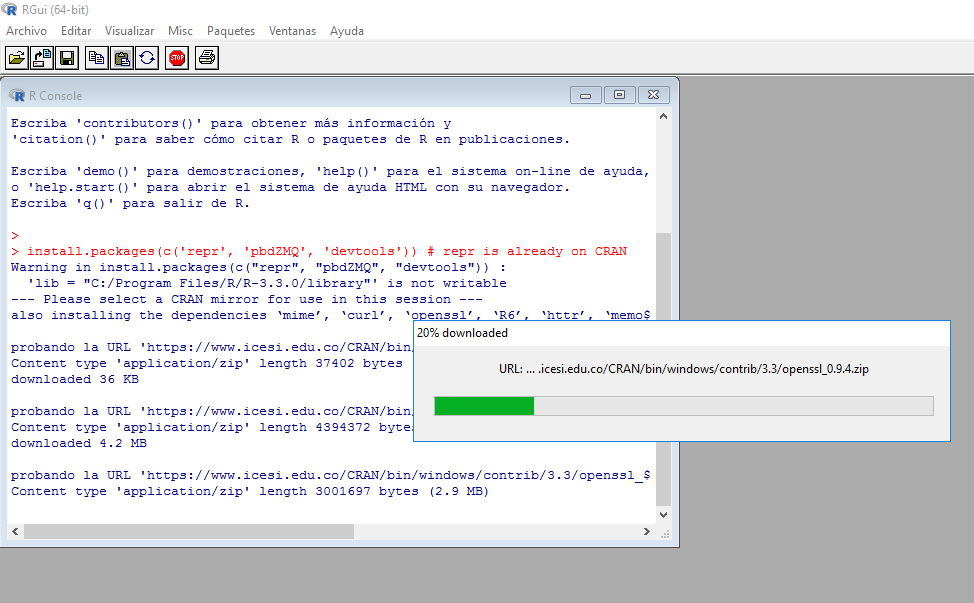 RGui (64-bit)
Archivo Editar Visualizar Misc Paquetes Ventanas Ayuda
STOP
R Console
Escriba 'contributors()' para obtener más información y
'citation()' para saber cómo citar R o paquetes de R en publicaciones.
Escriba 'demo()' para demostraciones, 'help()' para el sistema on-line de ayuda,
o 'help.start()' para abrir el sistema de ayuda HTML con su navegador.
Escriba 'q()' para salir de R.
>
> install.packages(c('repr', 'pbdZMQ', 'devtools')) # repr is already on CRAN
Warning in install.packages(c("repr", "pbdZMQ", "devtools")) :
'lib = "C:/Program Files/R/R-3.3.0/library"' is not writable
--- Please select a CRAN mirror for use in this session ---
also installing the dependencies ‘mime’, ‘curl’, ‘openssl’, ‘R6’, ‘httr’, ‘memo$
probando la URL 'https://www.icesi.edu.co/CRAN/bin/
Content type 'application/zip' length 37402 bytes
downloaded 36 KB
probando la URL 'https://www.icesi.edu.co/CRAN/bin/
Content type 'application/zip' length 4394372 bytes
downloaded 4.2 MB
probando la URL 'https://www.icesi.edu.co/CRAN/bin/windows/contrib/3.3/openssl_$
Content type 'application/zip' length 3001697 bytes (2.9 MB)
20% downloaded
URL: ... .icesi.edu.co/CRAN/bin/windows/contrib/3.3/openssl_0.9.4.zip